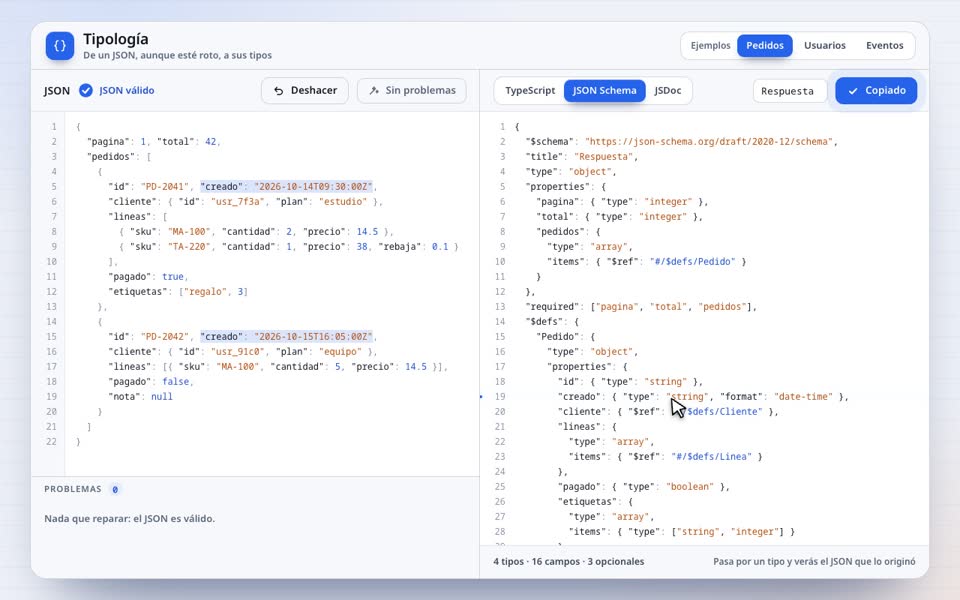 {}
Tipología
De un JSON, aunque esté roto, a sus tipos
Ejemplos Pedidos Usuarios Eventos
JSON JSON válido Deshacer Sin problemas
1 {
2 "pagina": 1, "total": 42,
3 "pedidos": [
4 {
5 "id": "PD-2041", "creado": "2026-10-14T09:30:00Z",
6 "cliente": { "id": "usr_7f3a", "plan": "estudio" },
7 "lineas": [
8 { "sku": "MA-100", "cantidad": 2, "precio": 14.5 },
9 { "sku": "TA-220", "cantidad": 1, "precio": 38, "rebaja": 0.1 }
10 ],
11 "pagado": true,
12 "etiquetas": ["regalo", 3]
13 },
14 {
15 "id": "PD-2042", "creado": "2026-10-15T16:05:00Z",
16 "cliente": { "id": "usr_91c0", "plan": "equipo" },
17 "lineas": [{ "sku": "MA-100", "cantidad": 5, "precio": 14.5 }],
18 "pagado": false,
19 "nota": null
20 }
21 ]
22 }
PROBLEMAS 0
Nada que reparar: el JSON es válido.
TypeScript JSON Schema JSDoc Respuesta Copiado
1 {
2 "$schema": "https://json-schema.org/draft/2020-12/schema",
3 "title": "Respuesta",
4 "type": "object",
5 "properties": {
6 "pagina": { "type": "integer" },
7 "total": { "type": "integer" },
8 "pedidos": {
9 "type": "array",
10 "items": { "$ref": "#/$defs/Pedido" }
11 }
12 },
13 "required": ["pagina", "total", "pedidos"],
14 "$defs": {
15 "Pedido": {
16 "type": "object",
17 "properties": {
18 "id": { "type": "string" },
19 "creado": { "type": "string", "format": "date-time" },
20 "cliente": { "$ref": "#/$defs/Cliente" },
21 "lineas": {
22 "type": "array",
23 "items": { "$ref": "#/$defs/Linea" }
24 },
25 "pagado": { "type": "boolean" },
26 "etiquetas": {
27 "type": "array",
28 "items": { "type": ["string", "integer"] }
4 tipos · 16 campos · 3 opcionales
Pasa por un tipo y verás el JSON que lo originó